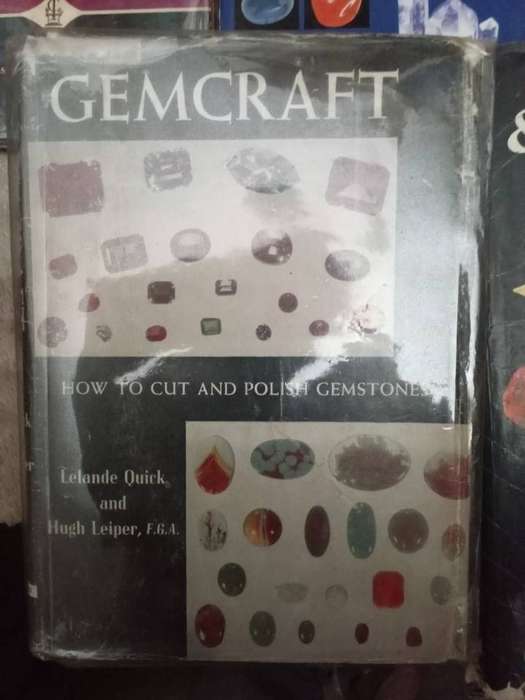 GEMCRAFT
HOW TO CUT AND POLISH GEMSTONES
Lelande Quick
and
Hugh Leiper, F.G.A.
&